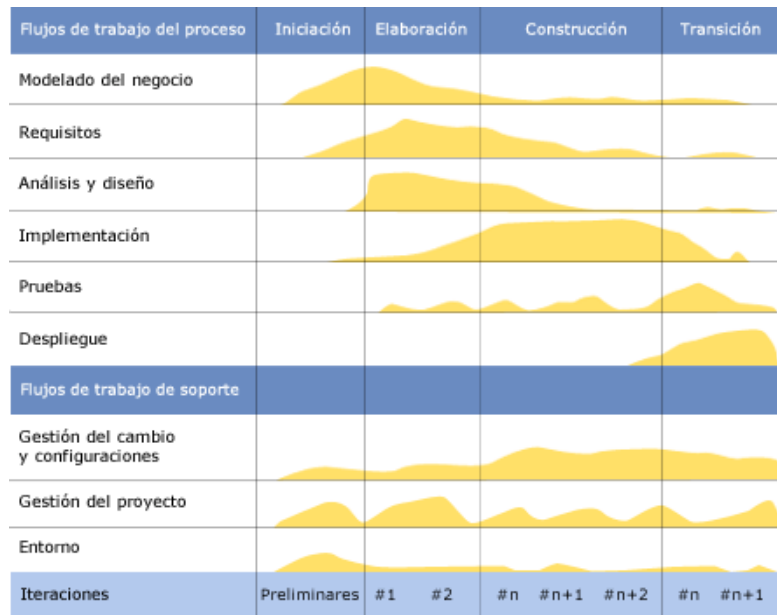 Flujos de trabajo del proceso Iniciación Elaboración Construcción Transición
Modelado del negocio
Requisitos
Análisis y diseño
Implementación
Pruebas
Despliegue
Flujos de trabajo de soporte
Gestión del cambio
y configuraciones
Gestión del proyecto
Entorno
Iteraciones Preliminares #1 #2 #n #n+1 #n+2 #n #n+1